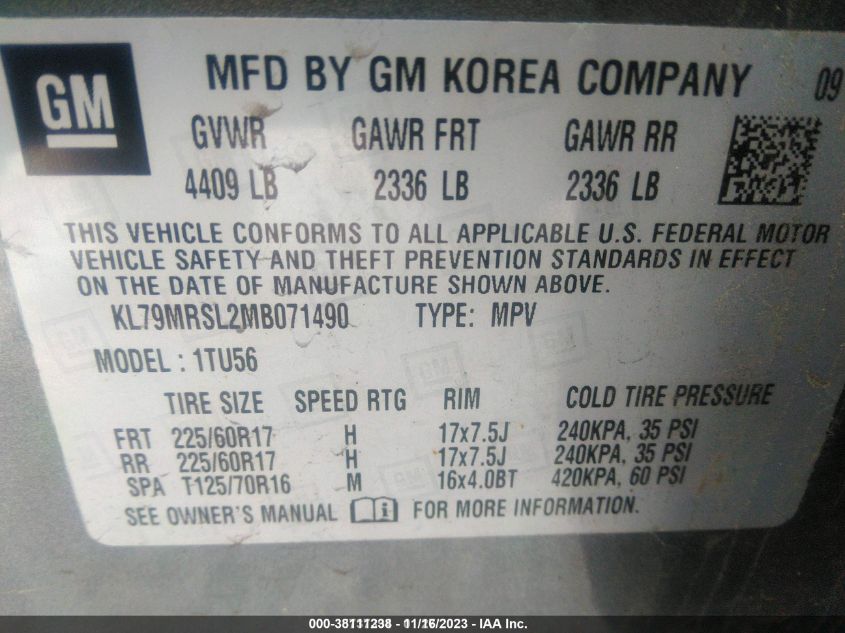 GM
MFD BY GM KOREA COMPANY 09
GVWR GAWR FRT GAWR RR
4409 LB 2336 LB 2336 LB
THIS VEHICLE CONFORMS TO ALL APPLICABLE U.S. FEDERAL MOTOR
VEHICLE SAFETY AND THEFT PREVENTION STANDARDS IN EFFECT
ON THE DATE OF MANUFACTURE SHOWN ABOVE.
KL79MRSL2MB071490 TYPE: MPV
MODEL : 1TU56
TIRE SIZE SPEED RTG RIM COLD TIRE PRESSURE
FRT 225/60R17 H 17x7.5J 240KPA, 35 PSI
RR 225/60R17 H 17x7.5J 240KPA, 35 PSI
SPA T125/70R16 M 16x4.0BT 420KPA, 60 PSI
SEE OWNER'S MANUAL i FOR MORE INFORMATION.
000-38111238 - 11/16/2023 - IAA Inc.